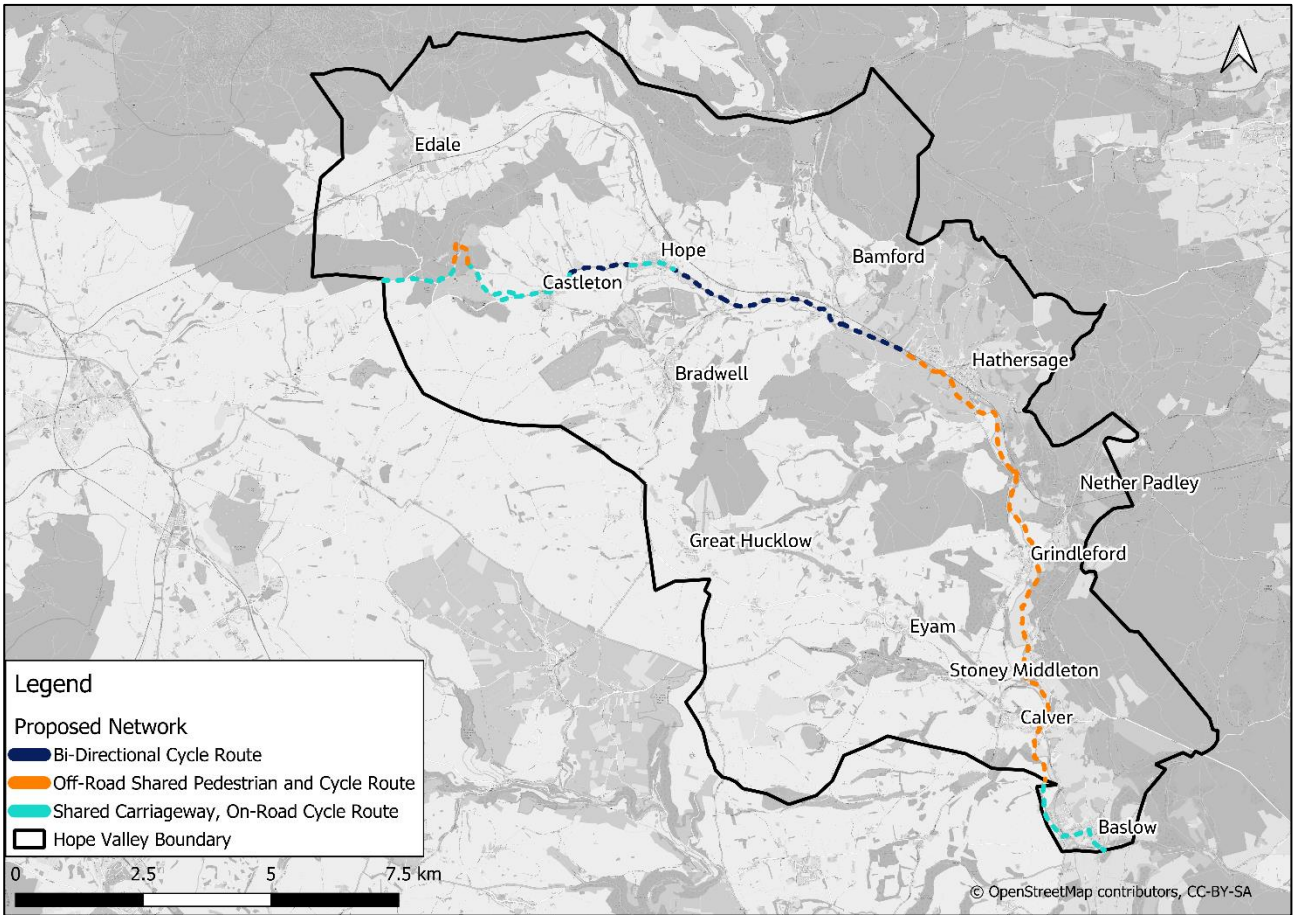 Edale
Hope
Bamford
Castleton
Hathersage
Bradwell
Nether Padley
Great Hucklow
Grindleford
Eyam
Stoney Middleton
Calver
Baslow
Legend
Proposed Network
Bi-Directional Cycle Route
Off-Road Shared Pedestrian and Cycle Route
Shared Carriageway, On-Road Cycle Route
Hope Valley Boundary
0 2.5 5 7.5 km
© OpenStreetMap contributors, CC-BY-SA